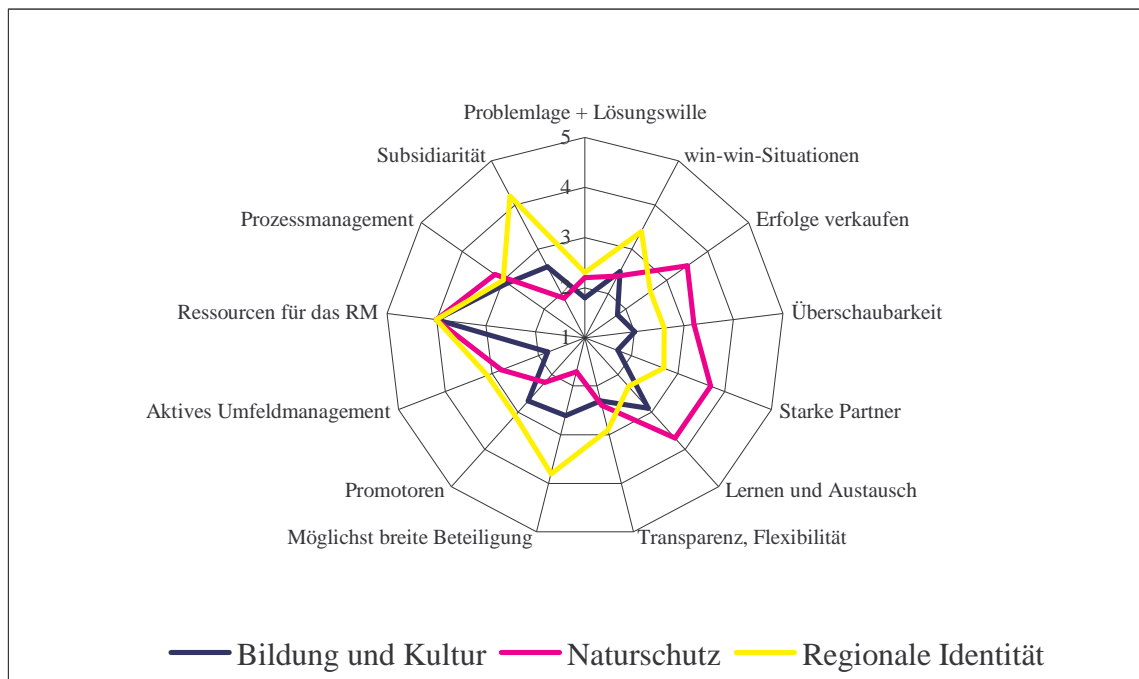 Problemlage + Lösungswille
5
Subsidiarität
win-win-Situationen
4
Prozessmanagement
Erfolge verkaufen
3
Ressourcen für das RM
Überschaubarkeit
1
Aktives Umfeldmanagement
Starke Partner
Promotoren
Lernen und Austausch
Möglichst breite Beteiligung
Transparenz, Flexibilität
Bildung und Kultur
Naturschutz
Regionale Identität